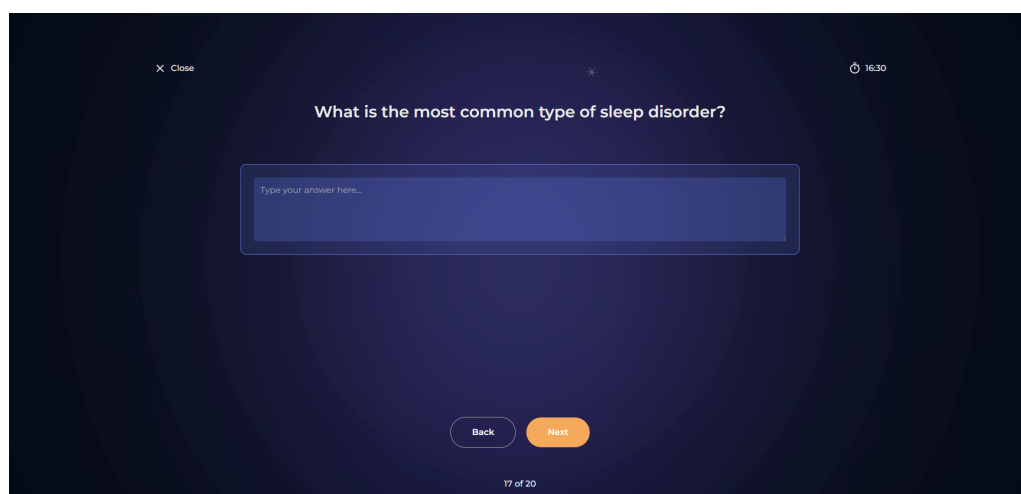 Close
16:30
What is the most common type of sleep disorder?
Type your answer here...
Back
Next
17 of 20